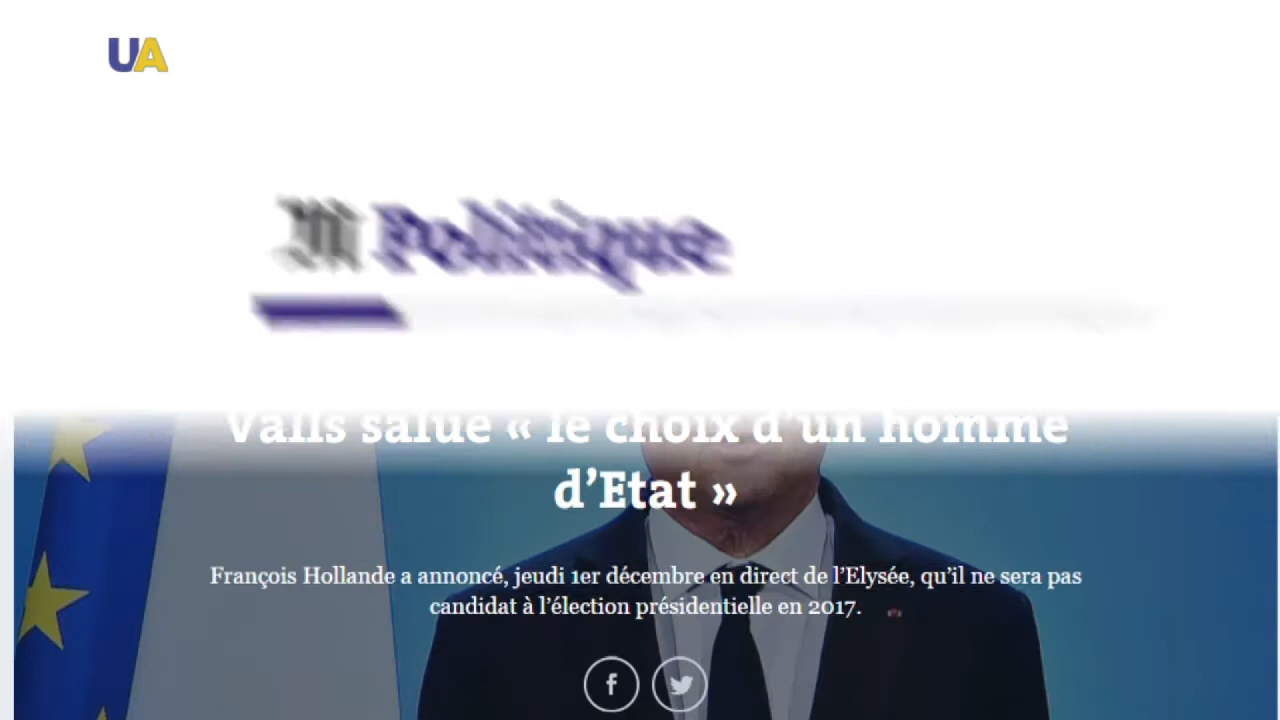 UA
M Politique
Valls salue « le choix d'un homme
d'Etat »
François Hollande a annoncé, jeudi 1er décembre en direct de l'Elysée, qu'il ne sera pas
candidat à l'élection présidentielle en 2017.